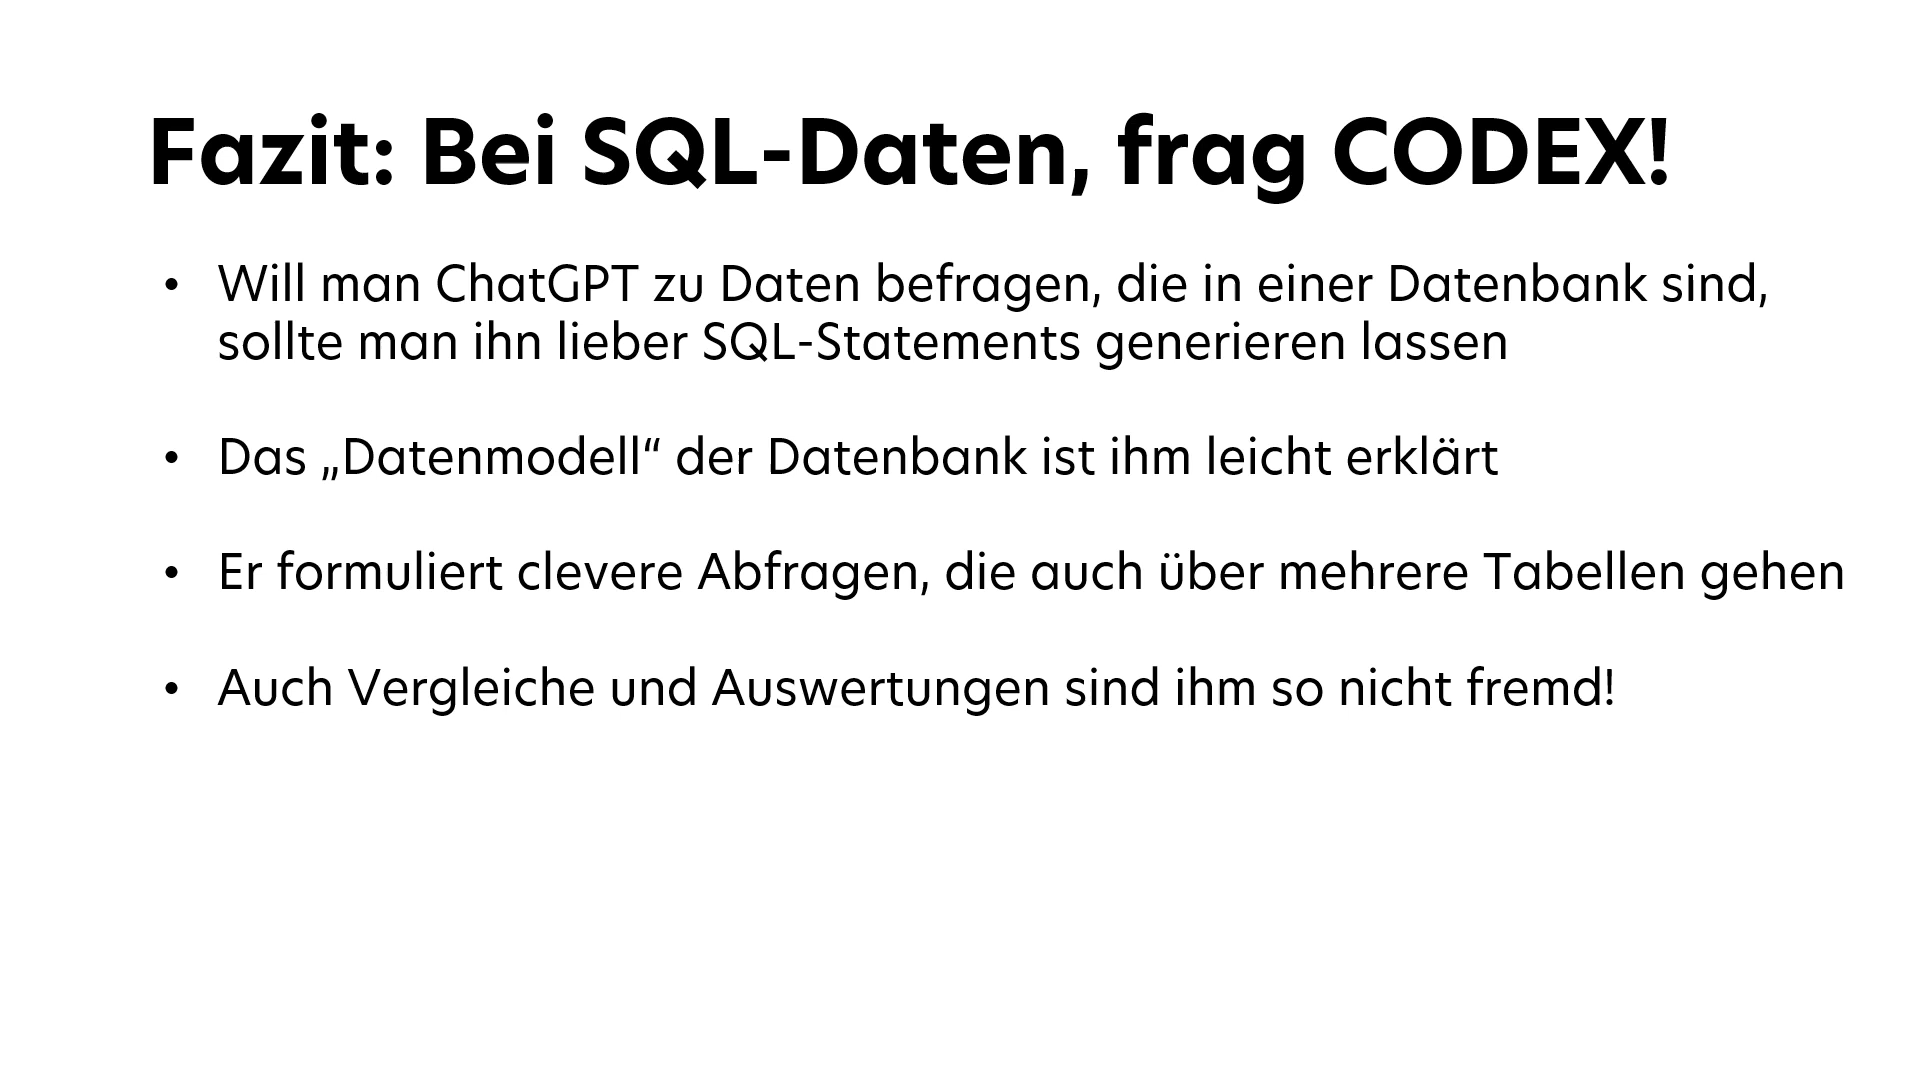 Fazit: Bei SQL-Daten, frag CODEX!
• Will man ChatGPT zu Daten befragen, die in einer Datenbank sind,
sollte man ihn lieber SQL-Statements generieren lassen
• Das „Datenmodell“ der Datenbank ist ihm leicht erklärt
• Er formuliert clevere Abfragen, die auch über mehrere Tabellen gehen
• Auch Vergleiche und Auswertungen sind ihm so nicht fremd!